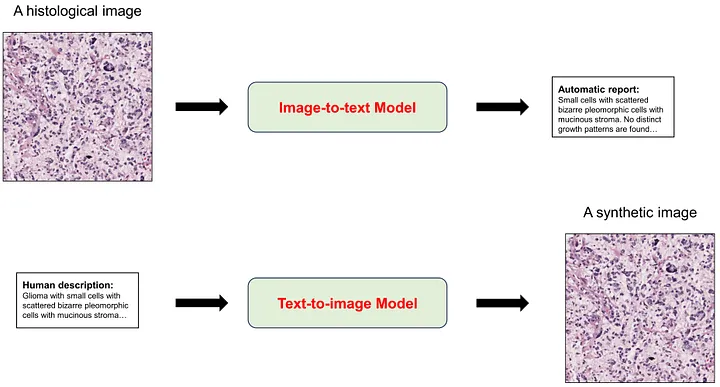 A histological image
Image-to-text Model
Automatic report:
Small cells with scattered
bizarre pleomorphic cells with
mucinous stroma. No distinct
growth patterns are found…
A synthetic image
Human description:
Glioma with small cells with
scattered bizarre pleomorphic
cells with mucinous stroma…
Text-to-image Model